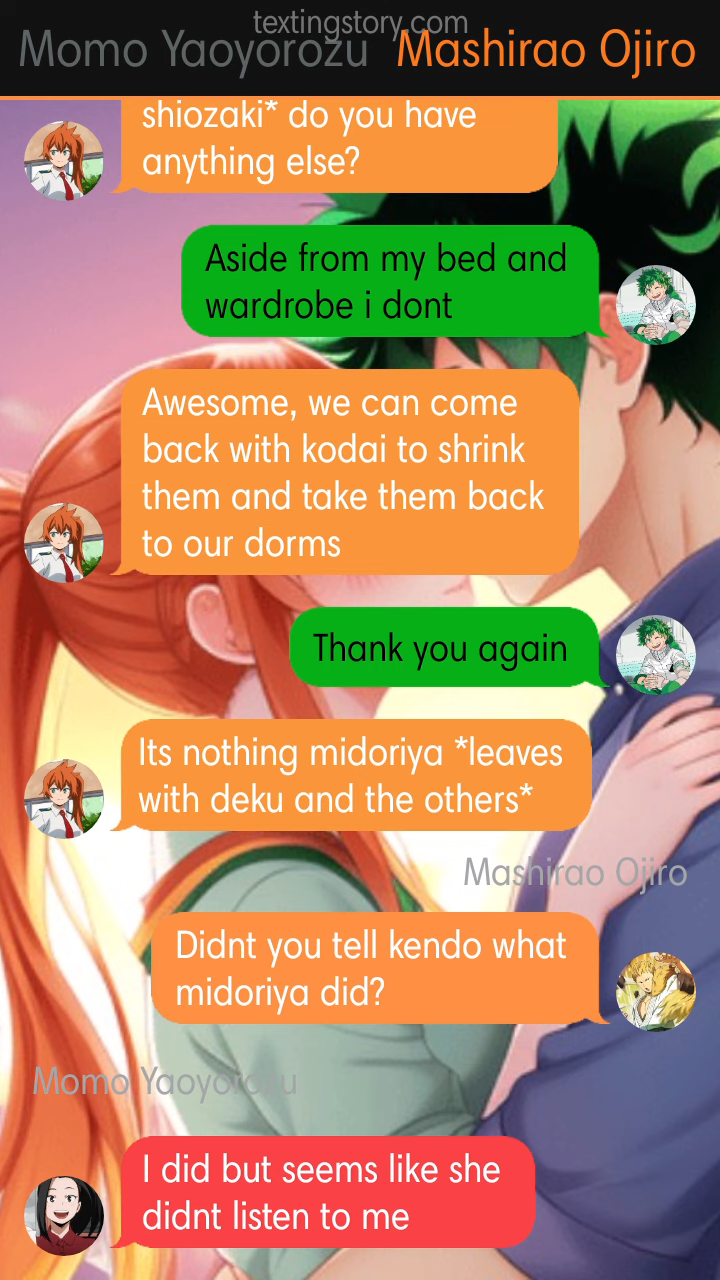 textingstory.com
Momo Yaoyorozu Mashirao Ojiro
shiozaki* do you have
anything else?
Aside from my bed and
wardrobe i dont
Awesome, we can come
back with kodai to shrink
them and take them back
to our dorms
Thank you again
Its nothing midoriya *leaves
with deku and the others*
Mashirao Ojiro
Didnt you tell kendo what
midoriya did?
Momo Yaoyorozu
I did but seems like she
didnt listen to me